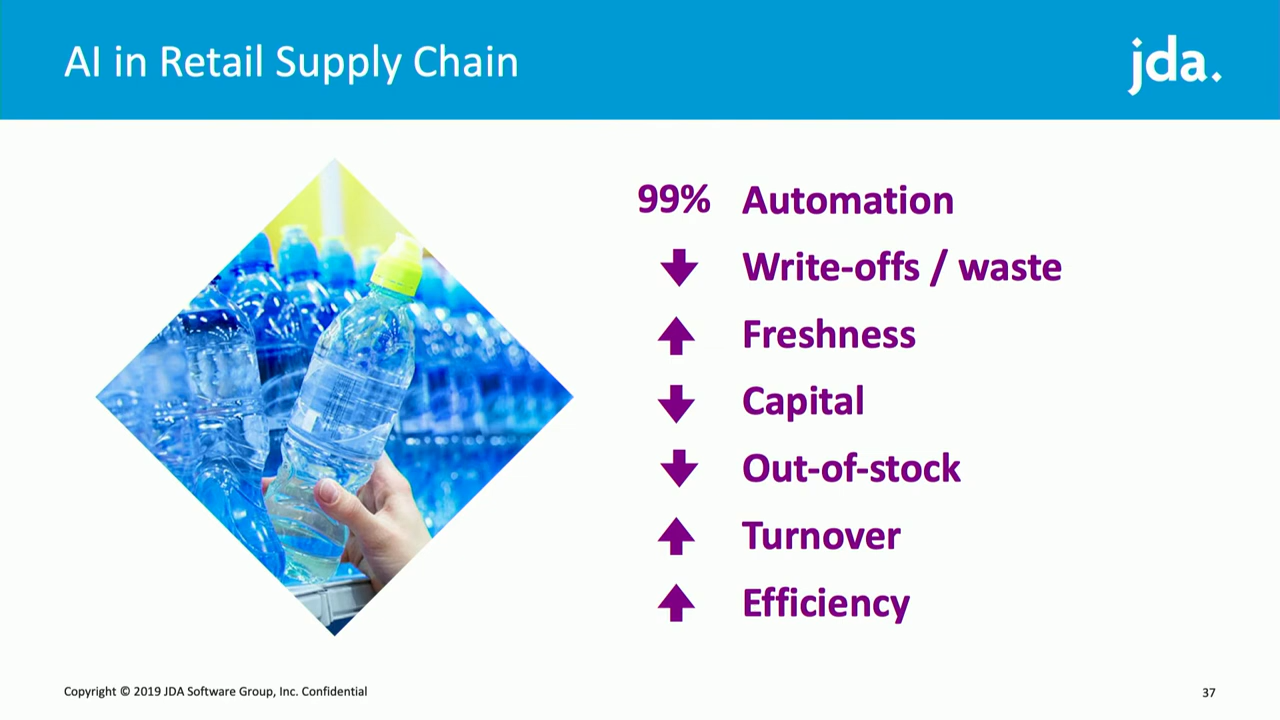 AI in Retail Supply Chain
jda.
99% Automation
Write-offs / waste
Freshness
Capital
Out-of-stock
Turnover
Efficiency
Copyright © 2019 JDA Software Group, Inc. Confidential
37